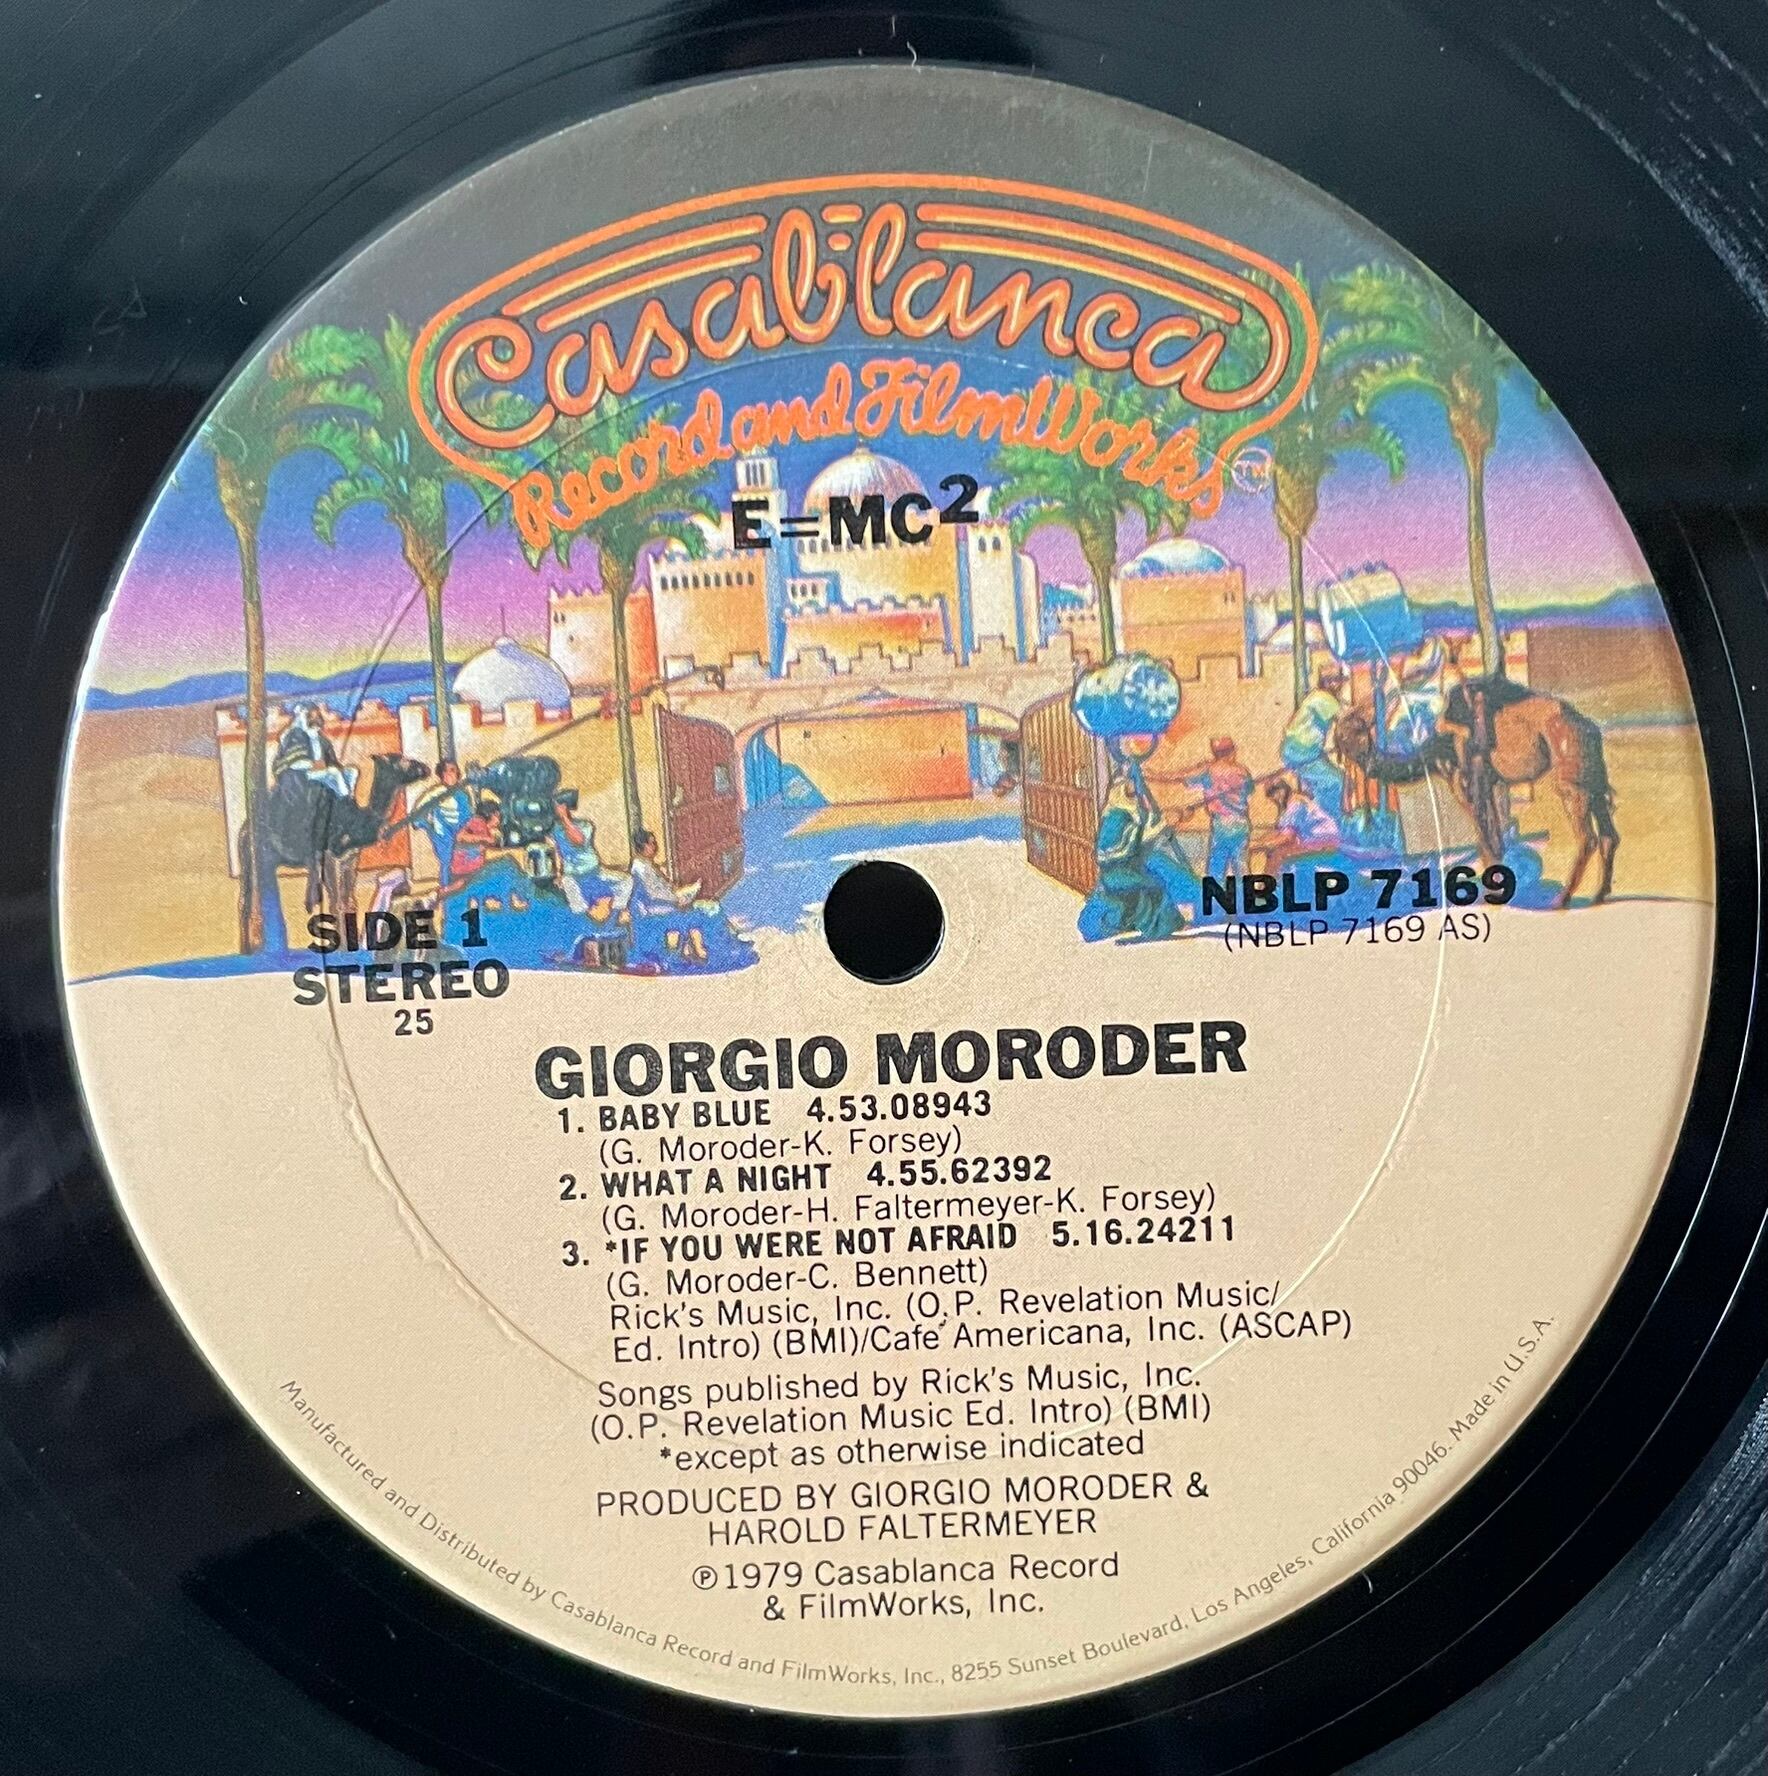 Casablanca
Record and FilmWorks TM
E=MC²
SIDE 1
STEREO
25
NBLP 7169
(NBLP 7169 AS)
GIORGIO MORODER
1. BABY BLUE 4.53.08943
(G. Moroder-K. Forsey)
2. WHAT A NIGHT 4.55.62392
(G. Moroder-H. Faltermeyer-K. Forsey)
3. *IF YOU WERE NOT AFRAID 5.16.24211
(G. Moroder-C. Bennett)
Rick's Music, Inc. (O.P. Revelation Music/
Ed. Intro) (BMI)/Cafe´ Americana, Inc. (ASCAP)
Songs published by Rick's Music, Inc.
(O.P. Revelation Music Ed. Intro) (BMI)
*except as otherwise indicated
PRODUCED BY GIORGIO MORODER &
HAROLD FALTERMEYER
℗1979 Casablanca Record
& FilmWorks, Inc.
Manufactured and Distributed by Casablanca Record and FilmWorks, Inc., 8255 Sunset Boulevard, Los Angeles, California 90046. Made in U.S.A.